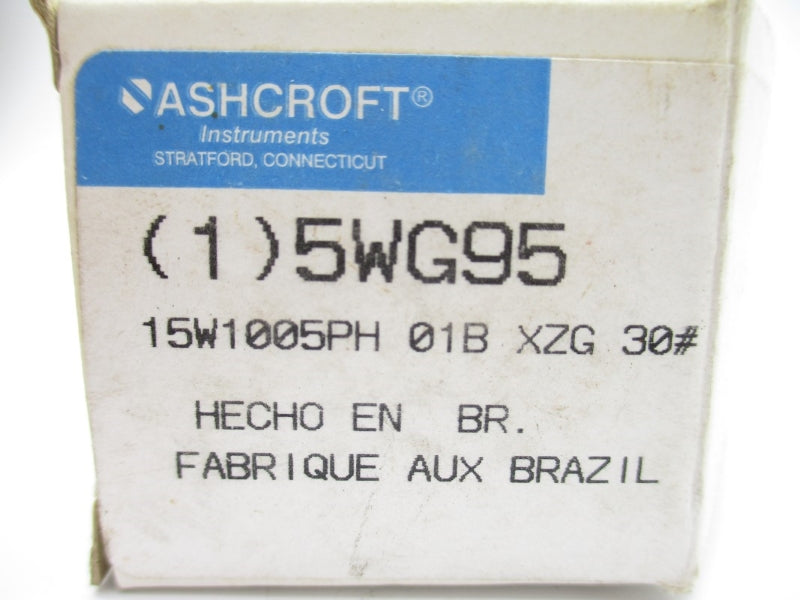 ASHCROFT®
Instruments
STRATFORD, CONNECTICUT
(1)5WG95
15W1005PH 01B XZG 30#
HECHO EN BR.
FABRIQUE AUX BRAZIL